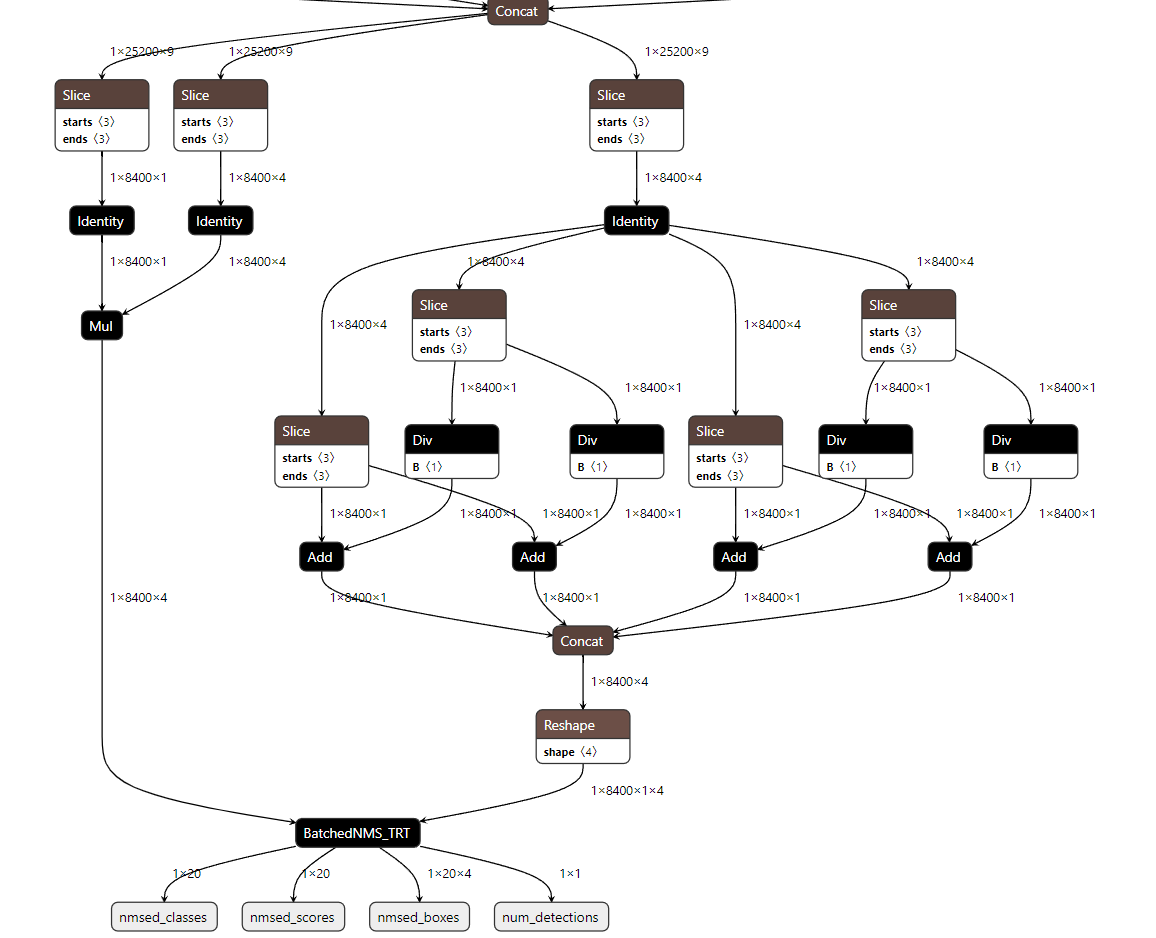 Concat
1×25200×9 1×25200×9 1×25200×9
Slice Slice Slice
starts 〈3〉 starts 〈3〉 starts 〈3〉
ends 〈3〉 ends 〈3〉 ends 〈3〉
1×8400×1 1×8400×4 1×8400×4
Identity Identity Identity
1×8400×1 1×8400×4 1×8400×4 1×8400×4
Slice Slice
Mul 1×8400×4 1×8400×4
starts 〈3〉 starts 〈3〉
ends 〈3〉 ends 〈3〉
1×8400×1 1×8400×1 1×8400×1 1×8400×1
Slice Div Div Slice Div Div
starts 〈3〉 B 〈1〉 B 〈1〉 starts 〈3〉 B 〈1〉 B 〈1〉
ends 〈3〉 ends 〈3〉
1×8400×1 1×8400×1 1×8400×1 1×8400×1 1×8400×1 1×8400×1 1×8400×1 1×8400×1
Add Add Add Add
1×8400×4 1×8400×1 1×8400×1 1×8400×1 1×8400×1
Concat
1×8400×4
Reshape
shape 〈4〉
1×8400×1×4
BatchedNMS_TRT
1×20 1×20 1×20×4 1×1
nmsed_classes nmsed_scores nmsed_boxes num_detections